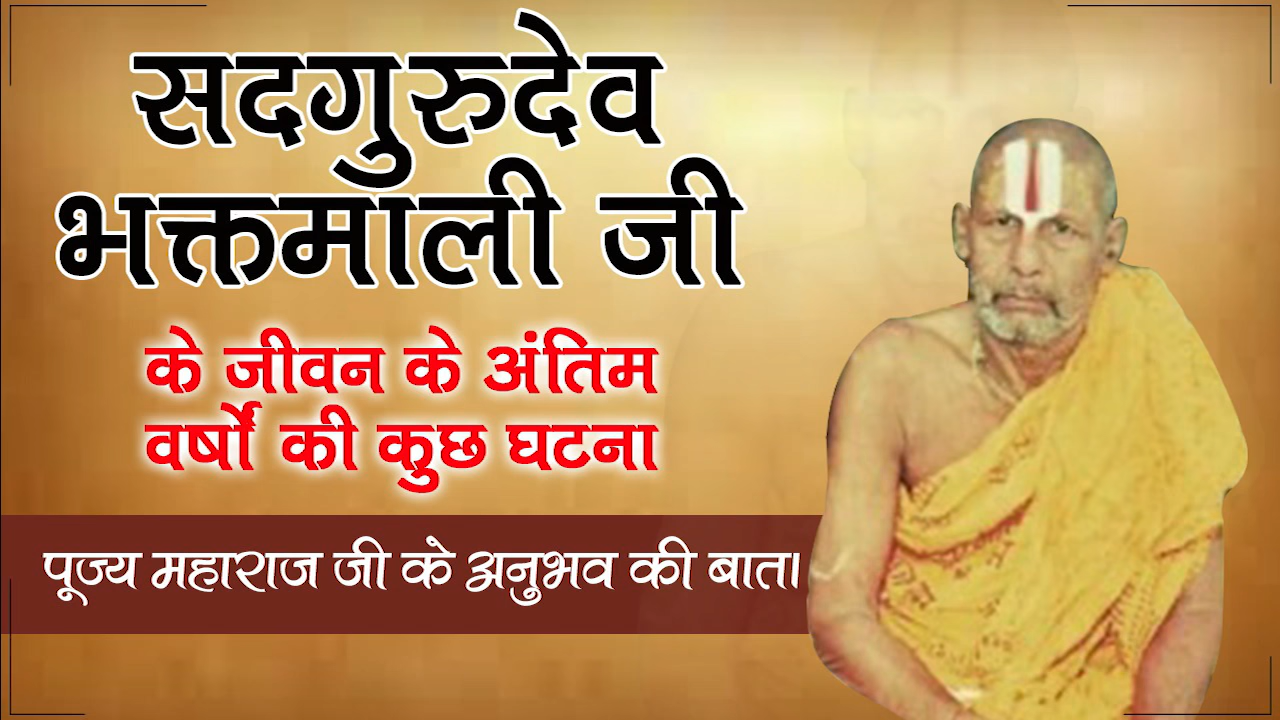 सदगुरुदेव
भक्तमाली जी
के जीवन के अंतिम
वर्षों की कुछ घटना
पूज्य महाराज जी के अनुभव की बात।